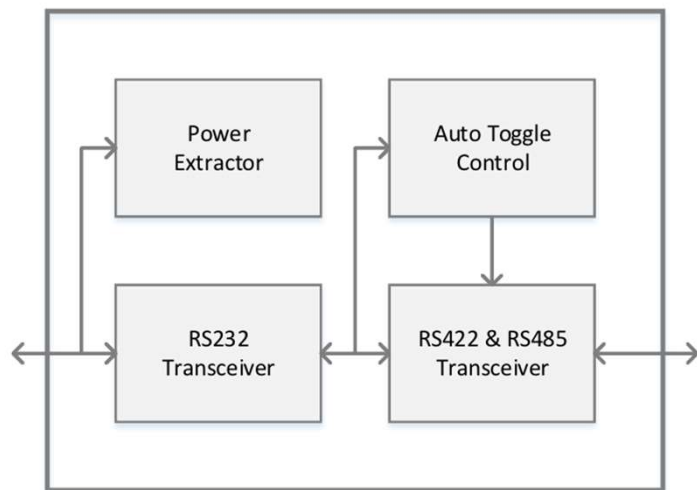 Power
Extractor
Auto Toggle
Control
RS232
Transceiver
RS422 & RS485
Transceiver